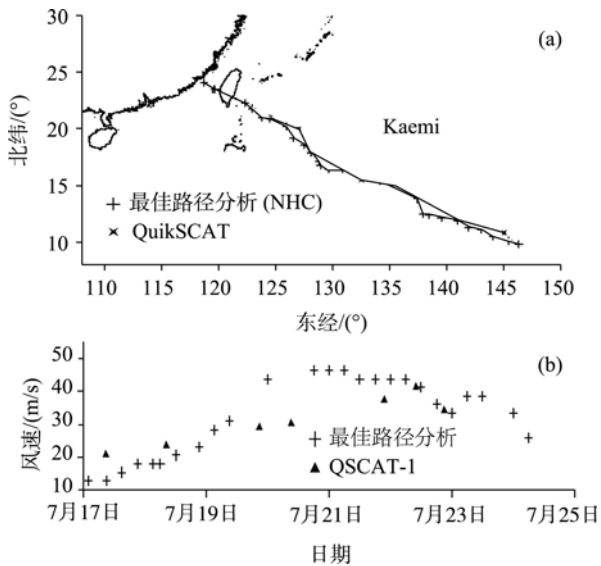 30
(a)
25
20
Kaemi
15
10
北纬/(°)
最佳路径分析 (NHC)
QuikSCAT
110 115 120 125 130 135 140 145 150
东经/(°)
50
(b)
40
30
20
10
风速/(m/s)
最佳路径分析
QSCAT-1
7月17日 7月19日 7月21日 7月23日 7月25日
日期